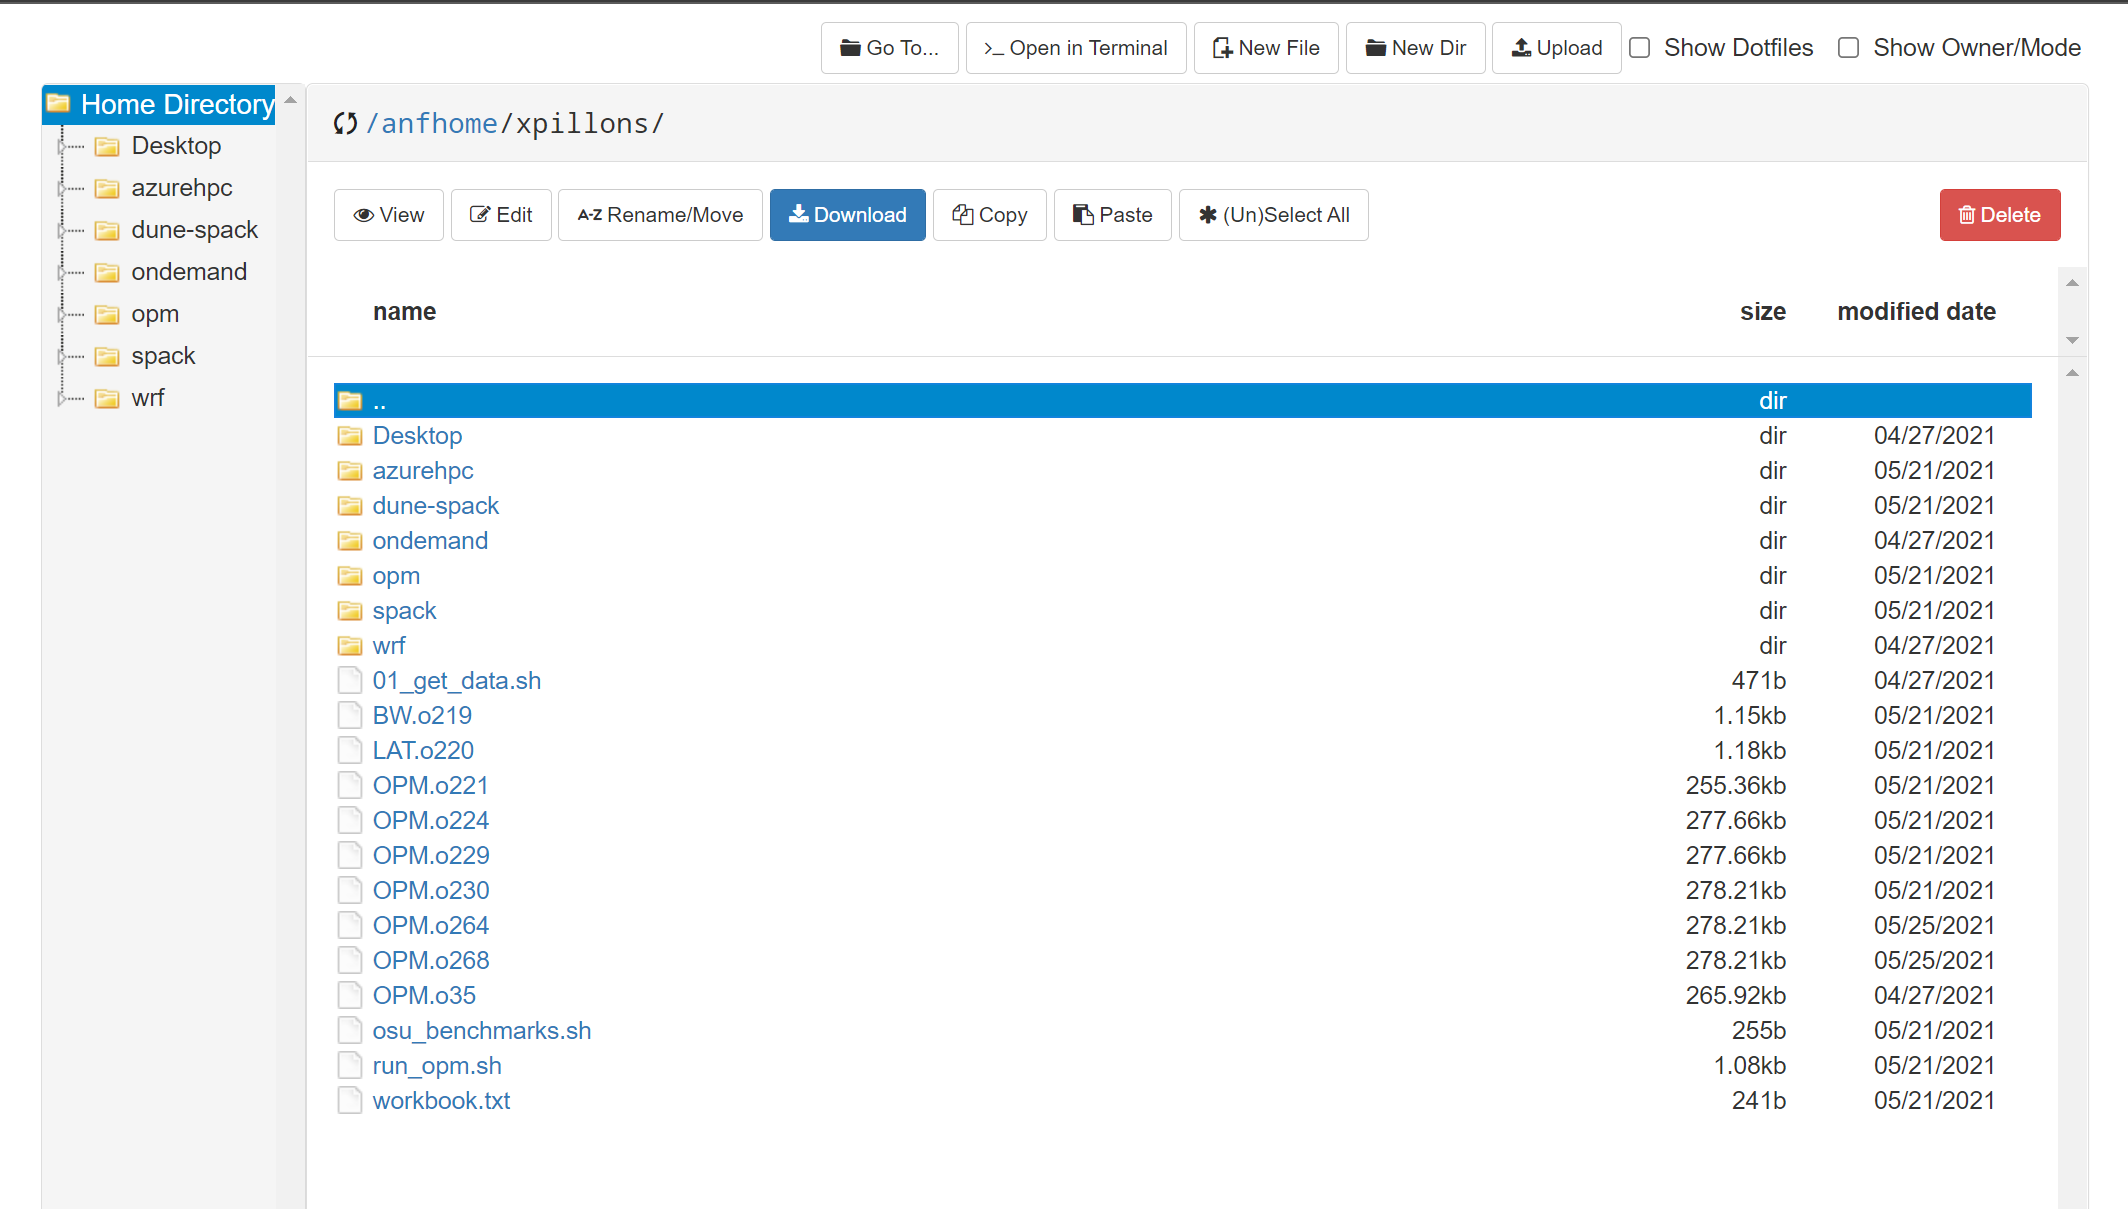 Go To... >_ Open in Terminal New File New Dir Upload Show Dotfiles Show Owner/Mode
Home Directory
Desktop
azurehpc
dune-spack
ondemand
opm
spack
wrf
/anfhome/xpillons/
View Edit A-Z Rename/Move Download Copy Paste (Un)Select All Delete
name size modified date
.. dir
Desktop dir 04/27/2021
azurehpc dir 05/21/2021
dune-spack dir 05/21/2021
ondemand dir 04/27/2021
opm dir 05/21/2021
spack dir 05/21/2021
wrf dir 04/27/2021
01_get_data.sh 471b 04/27/2021
BW.o219 1.15kb 05/21/2021
LAT.o220 1.18kb 05/21/2021
OPM.o221 255.36kb 05/21/2021
OPM.o224 277.66kb 05/21/2021
OPM.o229 277.66kb 05/21/2021
OPM.o230 278.21kb 05/21/2021
OPM.o264 278.21kb 05/25/2021
OPM.o268 278.21kb 05/25/2021
OPM.o35 265.92kb 04/27/2021
osu_benchmarks.sh 255b 05/21/2021
run_opm.sh 1.08kb 05/21/2021
workbook.txt 241b 05/21/2021